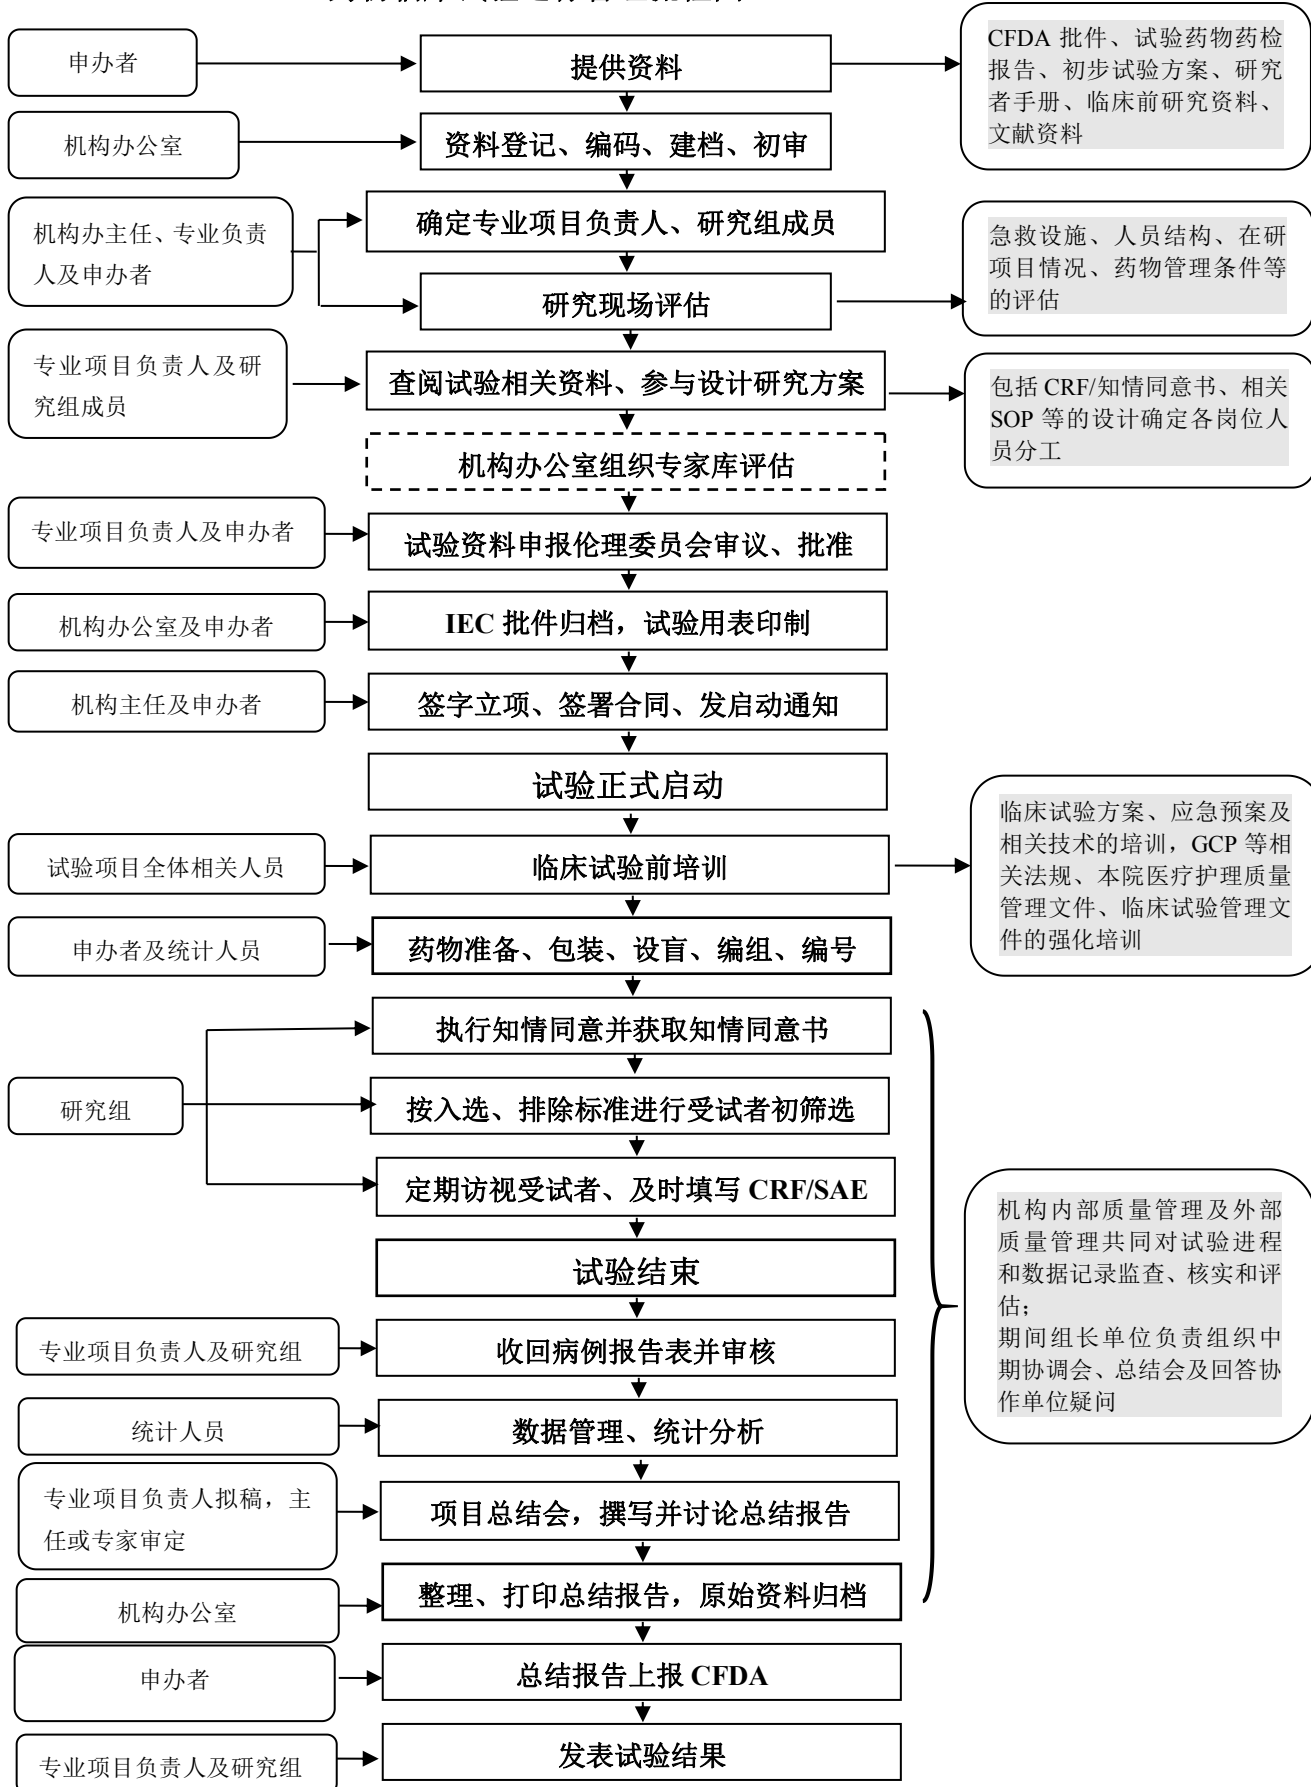 申办者
提供资料
CFDA 批件、试验药物药检
报告、初步试验方案、研究
者手册、临床前研究资料、
文献资料
机构办公室
资料登记、编码、建档、初审
机构办主任、专业负责
人及申办者
确定专业项目负责人、研究组成员
研究现场评估
急救设施、人员结构、在研
项目情况、药物管理条件等
的评估
专业项目负责人及研
究组成员
查阅试验相关资料、参与设计研究方案
包括 CRF/知情同意书、相关
SOP 等的设计确定各岗位人
员分工
机构办公室组织专家库评估
专业项目负责人及申办者
试验资料申报伦理委员会审议、批准
机构办公室及申办者
IEC 批件归档，试验用表印制
机构主任及申办者
签字立项、签署合同、发启动通知
试验正式启动
试验项目全体相关人员
临床试验前培训
临床试验方案、应急预案及
相关技术的培训，GCP 等相
关法规、本院医疗护理质量
管理文件、临床试验管理文
件的强化培训
申办者及统计人员
药物准备、包装、设盲、编组、编号
执行知情同意并获取知情同意书
研究组
按入选、排除标准进行受试者初筛选
定期访视受试者、及时填写 CRF/SAE
试验结束
机构内部质量管理及外部
质量管理共同对试验进程
和数据记录监查、核实和评
估；
期间组长单位负责组织中
期协调会、总结会及回答协
作单位疑问
专业项目负责人及研究组
收回病例报告表并审核
统计人员
数据管理、统计分析
专业项目负责人拟稿，主
任或专家审定
项目总结会，撰写并讨论总结报告
机构办公室
整理、打印总结报告，原始资料归档
申办者
总结报告上报 CFDA
专业项目负责人及研究组
发表试验结果